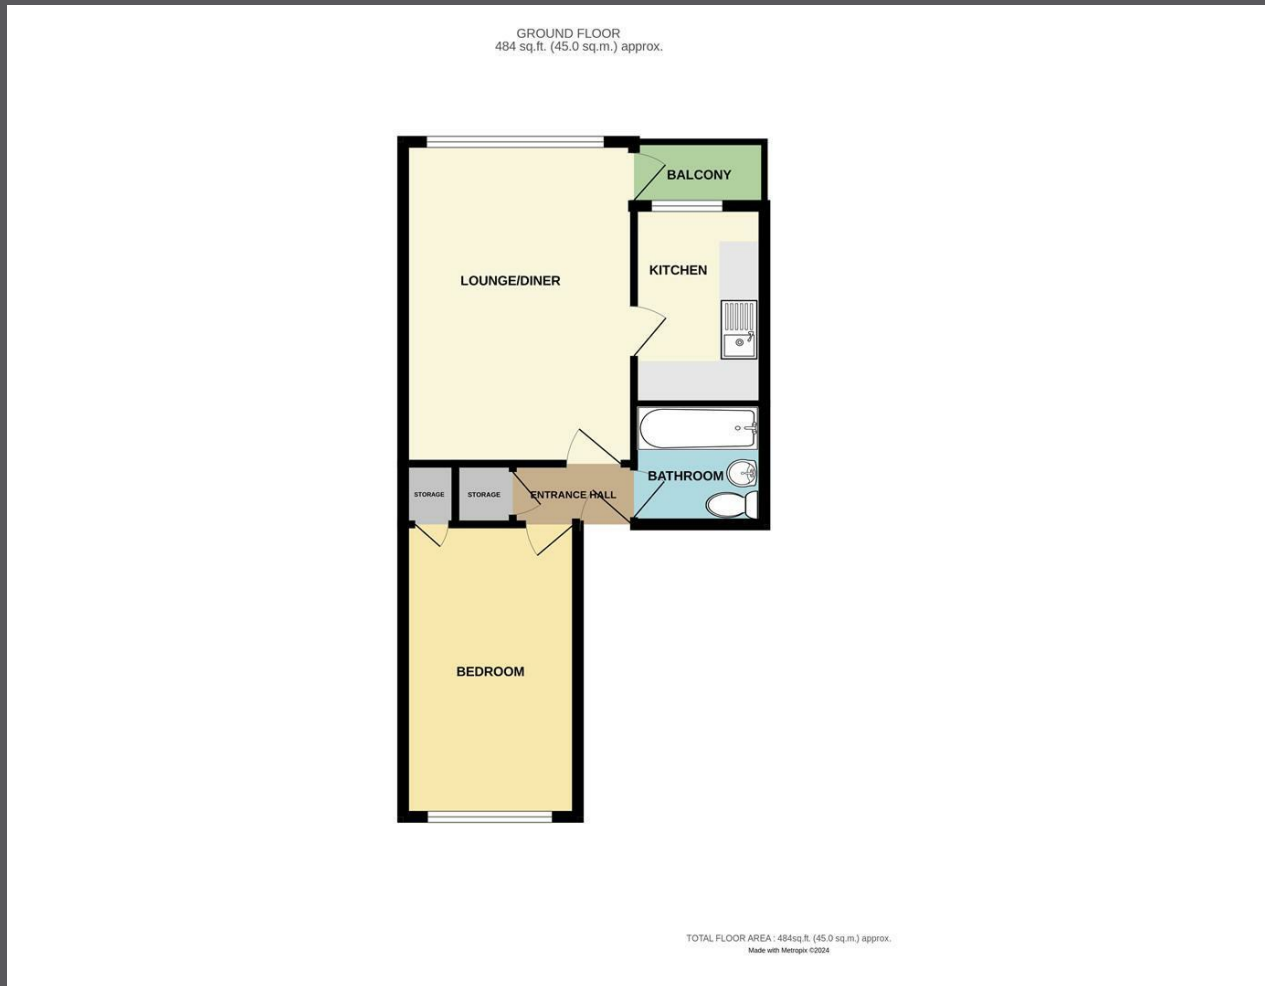 GROUND FLOOR
484 sq.ft. (45.0 sq.m.) approx.
BALCONY
KITCHEN
LOUNGE/DINER
BATHROOM
STORAGE
STORAGE
ENTRANCE HALL
BEDROOM
TOTAL FLOOR AREA : 484sq.ft. (45.0 sq.m.) approx.
Made with Metropix ©2024